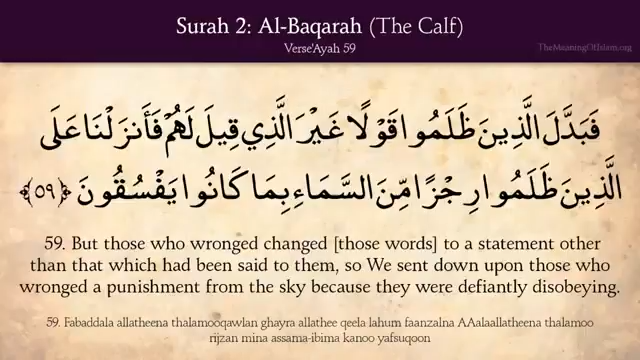 Surah 2: Al-Baqarah (The Calf)
Verse'Ayah 59
TheMeaningOfIslam.org
فَبَدَّلَ الَّذِينَ ظَلَمُوا قَوْلًا غَيْرَ الَّذِي قِيلَ لَهُمْ فَأَنزَلْنَا عَلَى
الَّذِينَ ظَلَمُوا رِجْزًا مِّنَ السَّمَاءِ بِمَا كَانُوا يَفْسُقُونَ ﴿٥٩﴾
59. But those who wronged changed [those words] to a statement other
than that which had been said to them, so We sent down upon those who
wronged a punishment from the sky because they were defiantly disobeying.
59. Fabaddala allatheena thalamooqawlan ghayra allathee qeela lahum faanzalna AAalaallatheena thalamoo
rijzan mina assama-ibima kanoo yafsuqoon